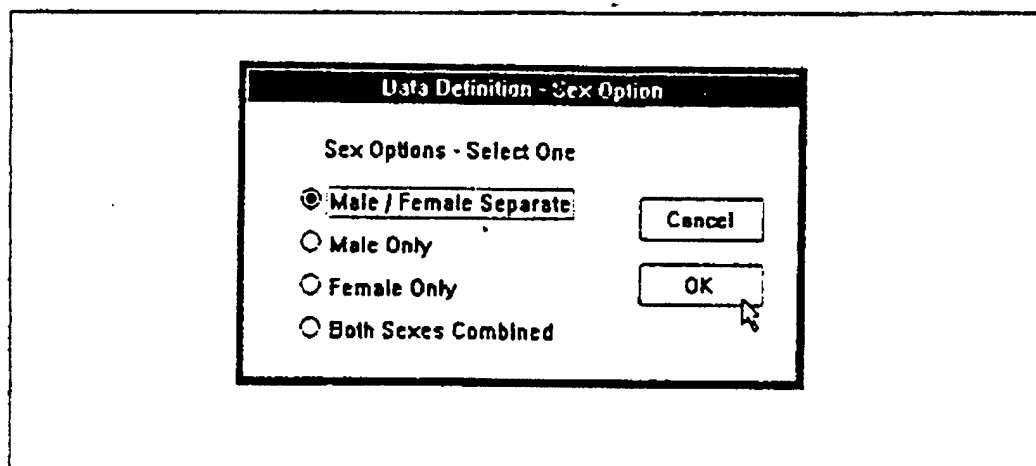 Data Definition - Sex Option
Sex Options - Select One
Male / Female Separate
Male Only
Female Only
Both Sexes Combined
Cancel
OK